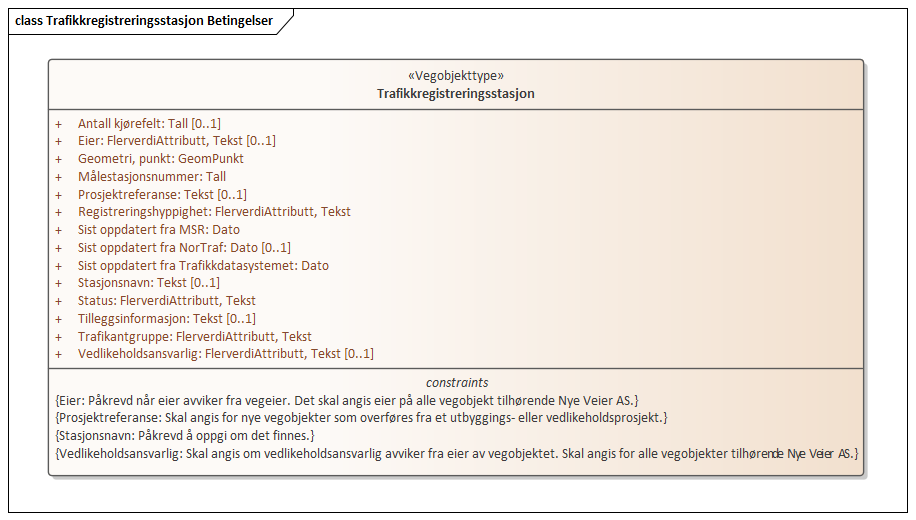 class Trafikkregistreringsstasjon Betingelser
«Vegobjekttype»
Trafikkregistreringsstasjon
+ Antall kjørefelt: Tall [0..1]
+ Eier: FlerverdiAttributt, Tekst [0..1]
+ Geometri, punkt: GeomPunkt
+ Målestasjonsnummer: Tall
+ Prosjektreferanse: Tekst [0..1]
+ Registreringshyppighet: FlerverdiAttributt, Tekst
+ Sist oppdatert fra MSR: Dato
+ Sist oppdatert fra NorTraf: Dato [0..1]
+ Sist oppdatert fra Trafikkdatasystemet: Dato
+ Stasjonsnavn: Tekst [0..1]
+ Status: FlerverdiAttributt, Tekst
+ Tilleggsinformasjon: Tekst [0..1]
+ Trafikantgruppe: FlerverdiAttributt, Tekst
+ Vedlikeholdsansvarlig: FlerverdiAttributt, Tekst [0..1]
constraints
{Eier: Påkrevd når eier avviker fra vegeier. Det skal angis eier på alle vegobjekt tilhørende Nye Veier AS.}
{Prosjektreferanse: Skal angis for nye vegobjekter som overføres fra et utbyggings- eller vedlikeholdsprosjekt.}
{Stasjonsnavn: Påkrevd å oppgi om det finnes.}
{Vedlikeholdsansvarlig: Skal angis om vedlikeholdsansvarlig avviker fra eier av vegobjektet. Skal angis for alle vegobjekter tilhørende Nye Veier AS.}